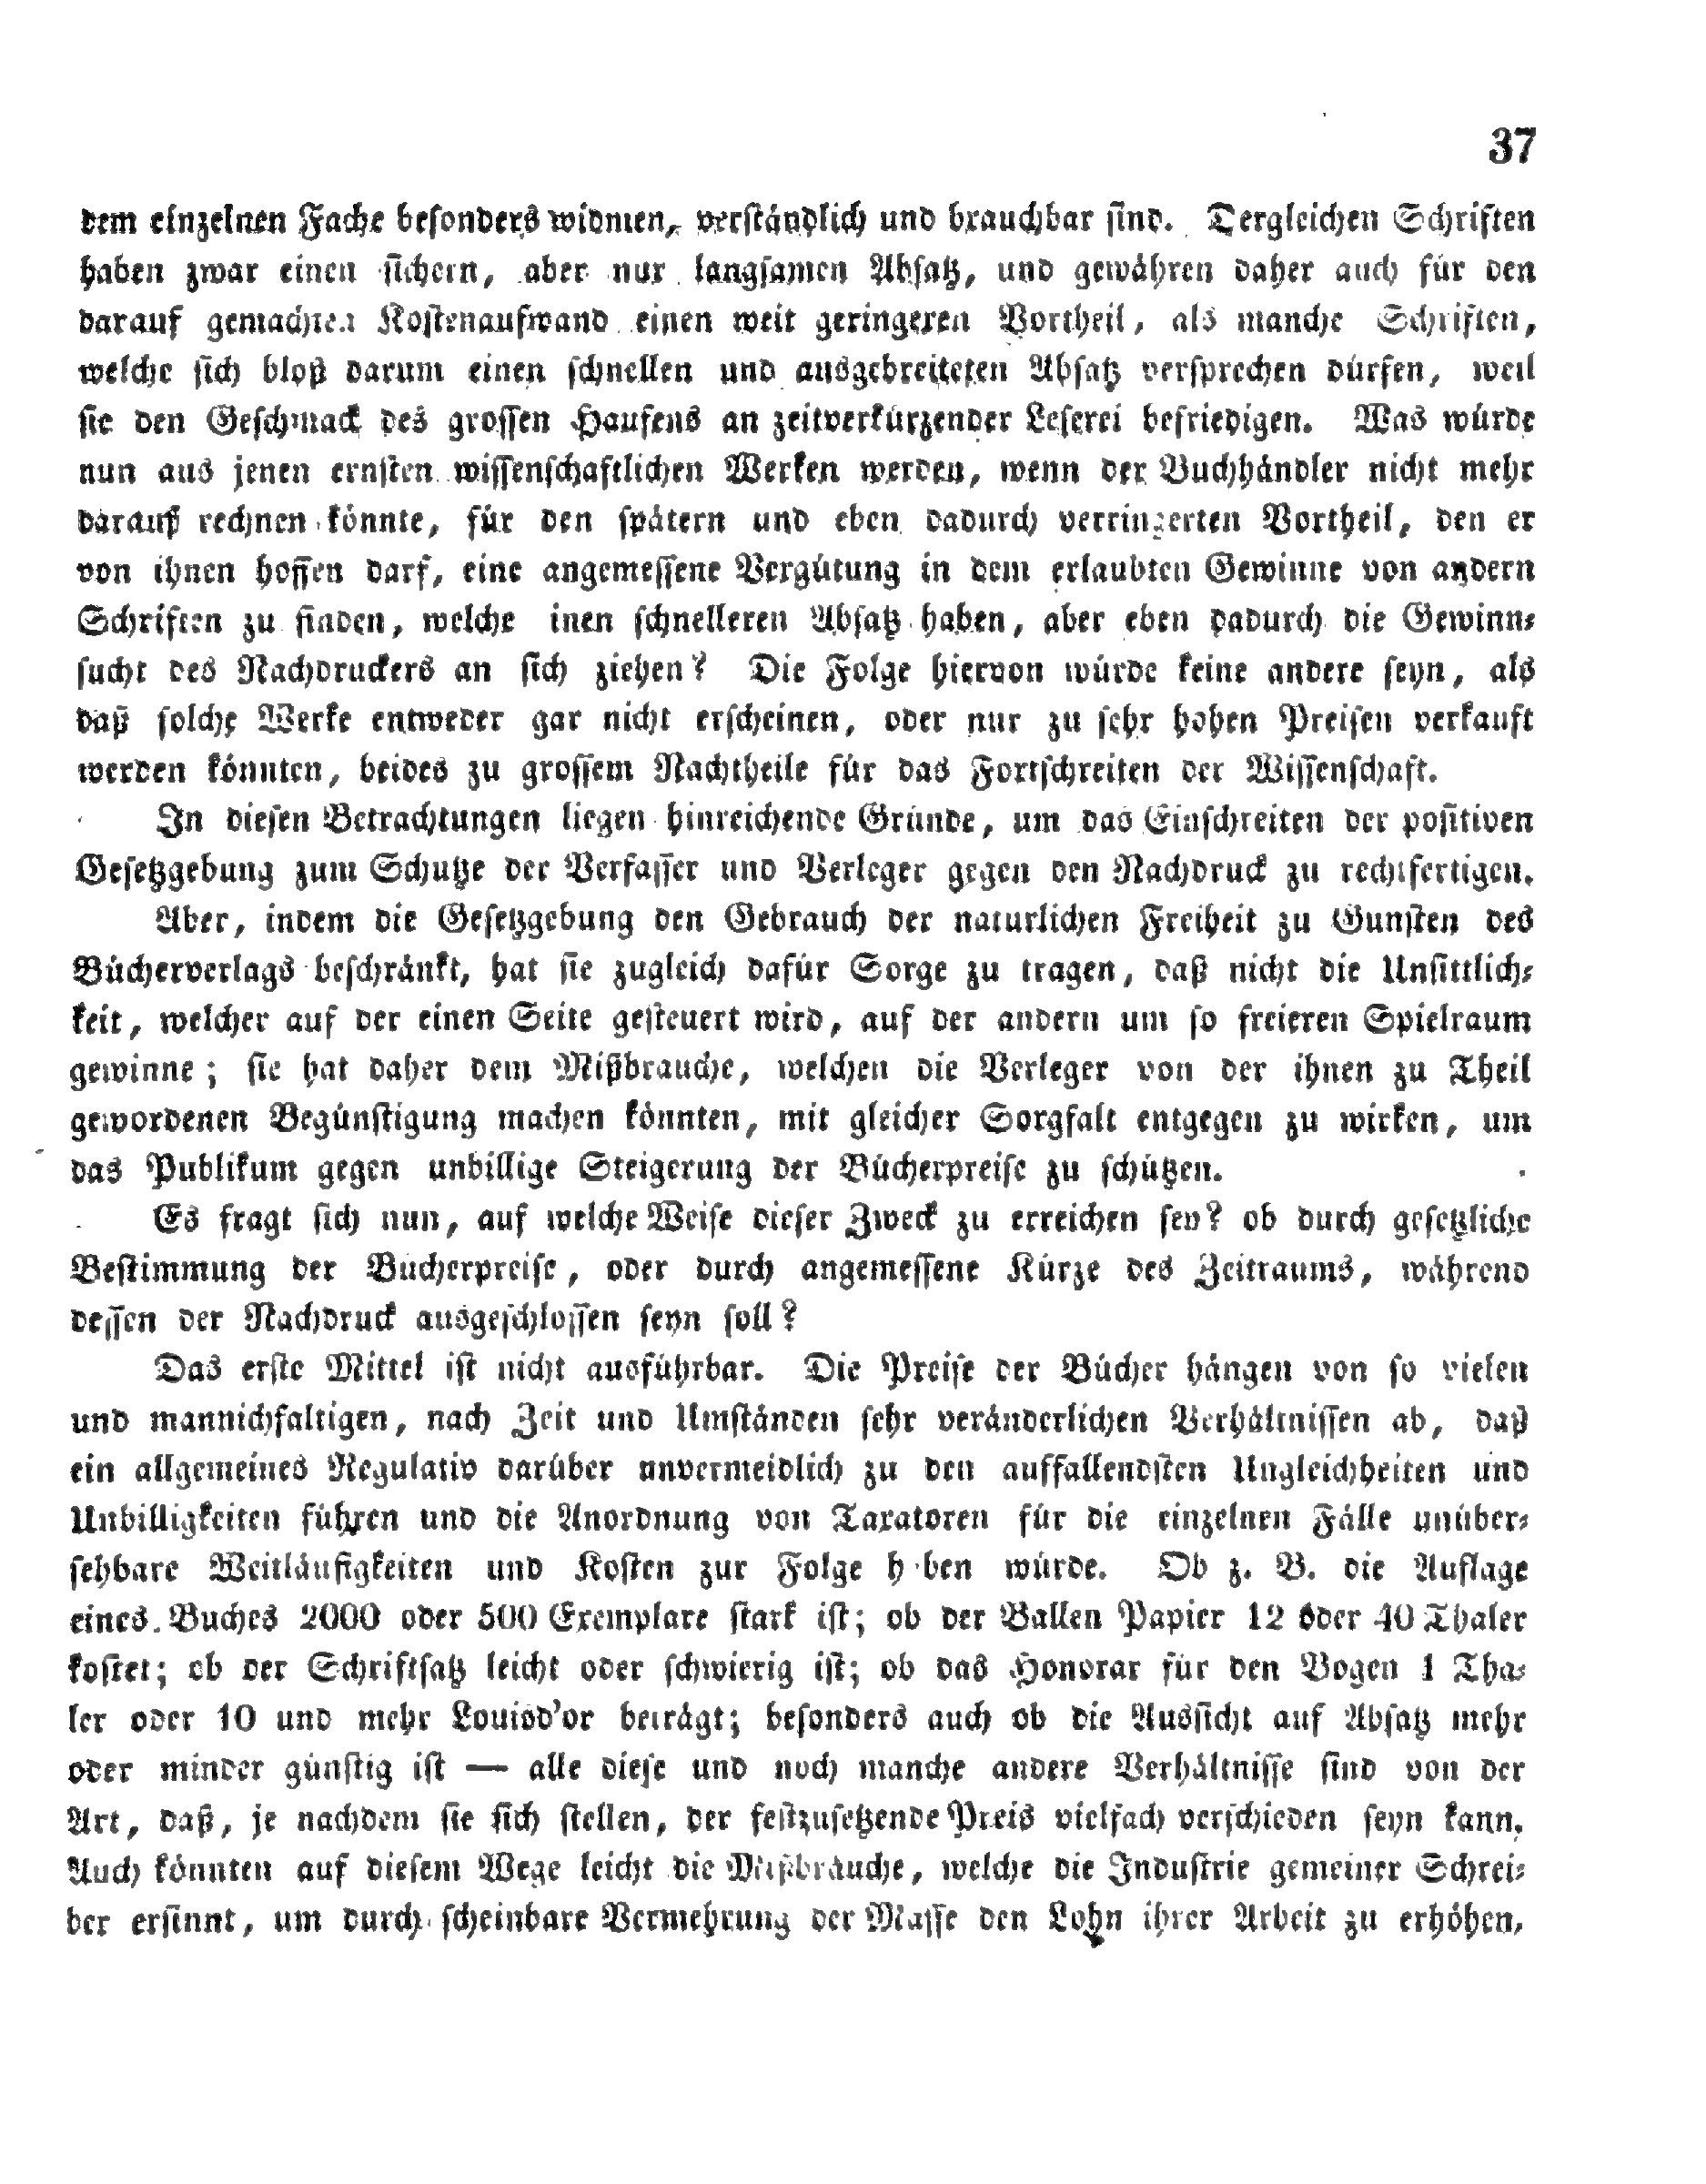 37
dem einzelnen Fache besonders widmen, verständlich und brauchbar sind. Dergleichen Schriften
haben zwar einen sichern, aber nur langsamen Absatz, und gewähren daher auch für den
darauf gemachten Kostenaufwand einen weit geringeren Vortheil, als manche Schriften,
welche sich bloß darum einen schnellen und ausgebreiteten Absatz versprechen dürfen, weil
sie den Geschmack des grossen Haufens an zeitverkürzender Leserei befriedigen. Was würde
nun aus jenen ernsten wissenschaftlichen Werken werden, wenn der Buchhändler nicht mehr
darauf rechnen könnte, für den spätern und eben dadurch verringerten Vortheil, den er
von ihnen hoffen darf, eine angemessene Vergütung in dem erlaubten Gewinne von andern
Schriften zu finden, welche inen schnelleren Absatz haben, aber eben dadurch die Gewinn-
sucht des Nachdruckers an sich ziehen? Die Folge hiervon würde keine andere seyn, als
daß solche Werke entweder gar nicht erscheinen, oder nur zu sehr hohen Preisen verkauft
werden könnten, beides zu grossem Nachtheile für das Fortschreiten der Wissenschaft.
In diesen Betrachtungen liegen hinreichende Gründe, um das Einschreiten der positiven
Gesetzgebung zum Schutze der Verfasser und Verleger gegen den Nachdruck zu rechtfertigen.
Aber, indem die Gesetzgebung den Gebrauch der naturlichen Freiheit zu Gunsten des
Bücherverlags beschränkt, hat sie zugleich dafür Sorge zu tragen, daß nicht die Unsittlich-
keit, welcher auf der einen Seite gesteuert wird, auf der andern um so freieren Spielraum
gewinne; sie hat daher dem Mißbrauche, welchen die Verleger von der ihnen zu Theil
gewordenen Begünstigung machen könnten, mit gleicher Sorgfalt entgegen zu wirken, um
das Publikum gegen unbillige Steigerung der Bücherpreise zu schützen.
Es fragt sich nun, auf welche Weise dieser Zweck zu erreichen sey? ob durch gesetzliche
Bestimmung der Bucherpreise, oder durch angemessene Kürze des Zeitraums, während
dessen der Nachdruck ausgeschlossen seyn soll?
Das erste Mittel ist nicht ausführbar. Die Preise der Bücher hängen von so vielen
und mannichfaltigen, nach Zeit und Umständen sehr veränderlichen Verhältnissen ab, daß
ein allgemeines Regulativ darüber unvermeidlich zu den auffallendsten Ungleichheiten und
Unbilligkeiten führen und die Anordnung von Taxatoren für die einzelnen Fälle unüber-
sehbare Weitläufigkeiten und Kosten zur Folge h ben würde. Ob z. B. die Auflage
eines Buches 2000 oder 500 Exemplare stark ist; ob der Ballen Papier 12 oder 40 Thaler
kostet; ob der Schriftsatz leicht oder schwierig ist; ob das Honorar für den Bogen 1 Tha-
ler oder 10 und mehr Louisd'or beträgt; besonders auch ob die Aussicht auf Absatz mehr
oder minder günstig ist — alle diese und noch manche andere Verhältnisse sind von der
Art, daß, je nachdem sie sich stellen, der festzusetzende Preis vielfach verschieden seyn kann.
Auch könnten auf diesem Wege leicht die Mißbräuche, welche die Industrie gemeiner Schrei-
ber ersinnt, um durch scheinbare Vermehrung der Masse den Lohn ihrer Arbeit zu erhöhen,